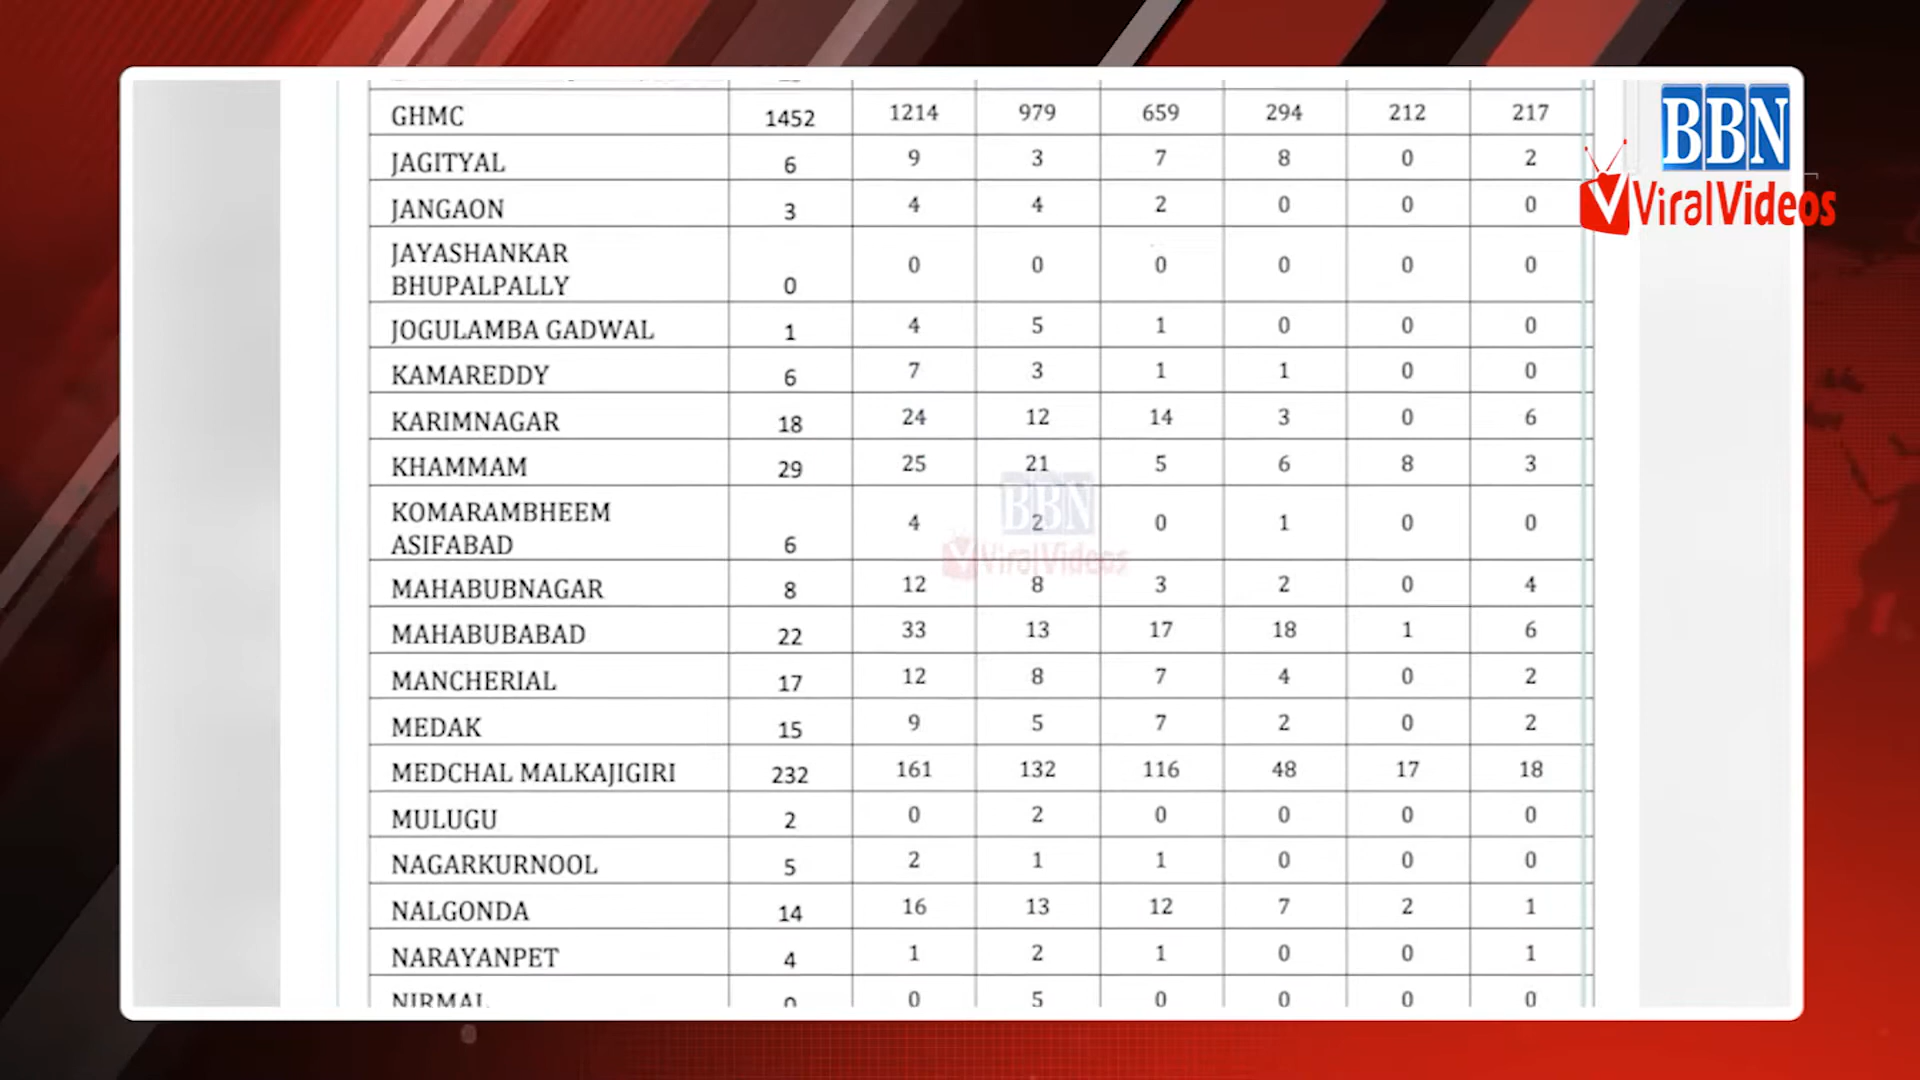 GHMC 1452 1214 979 659 294 212 217
JAGITYAL 6 9 3 7 8 0 2
JANGAON 3 4 4 2 0 0 0
JAYASHANKAR
BHUPALPALLY 0 0 0 0 0 0 0
JOGULAMBA GADWAL 1 4 5 1 0 0 0
KAMAREDDY 6 7 3 1 1 0 0
KARIMNAGAR 18 24 12 14 3 0 6
KHAMMAM 29 25 21 5 6 8 3
KOMARAMBHEEM
ASIFABAD 6 4 2 0 1 0 0
MAHABUBNAGAR 8 12 8 3 2 0 4
MAHABUBABAD 22 33 13 17 18 1 6
MANCHERIAL 17 12 8 7 4 0 2
MEDAK 15 9 5 7 2 0 2
MEDCHAL MALKAJIGIRI 232 161 132 116 48 17 18
MULUGU 2 0 2 0 0 0 0
NAGARKURNOOL 5 2 1 1 0 0 0
NALGONDA 14 16 13 12 7 2 1
NARAYANPET 4 1 2 1 0 0 1
NIRMAL 0 0 5 0 0 0 0
BBN
ViralVideos
BBN
ViralVideos